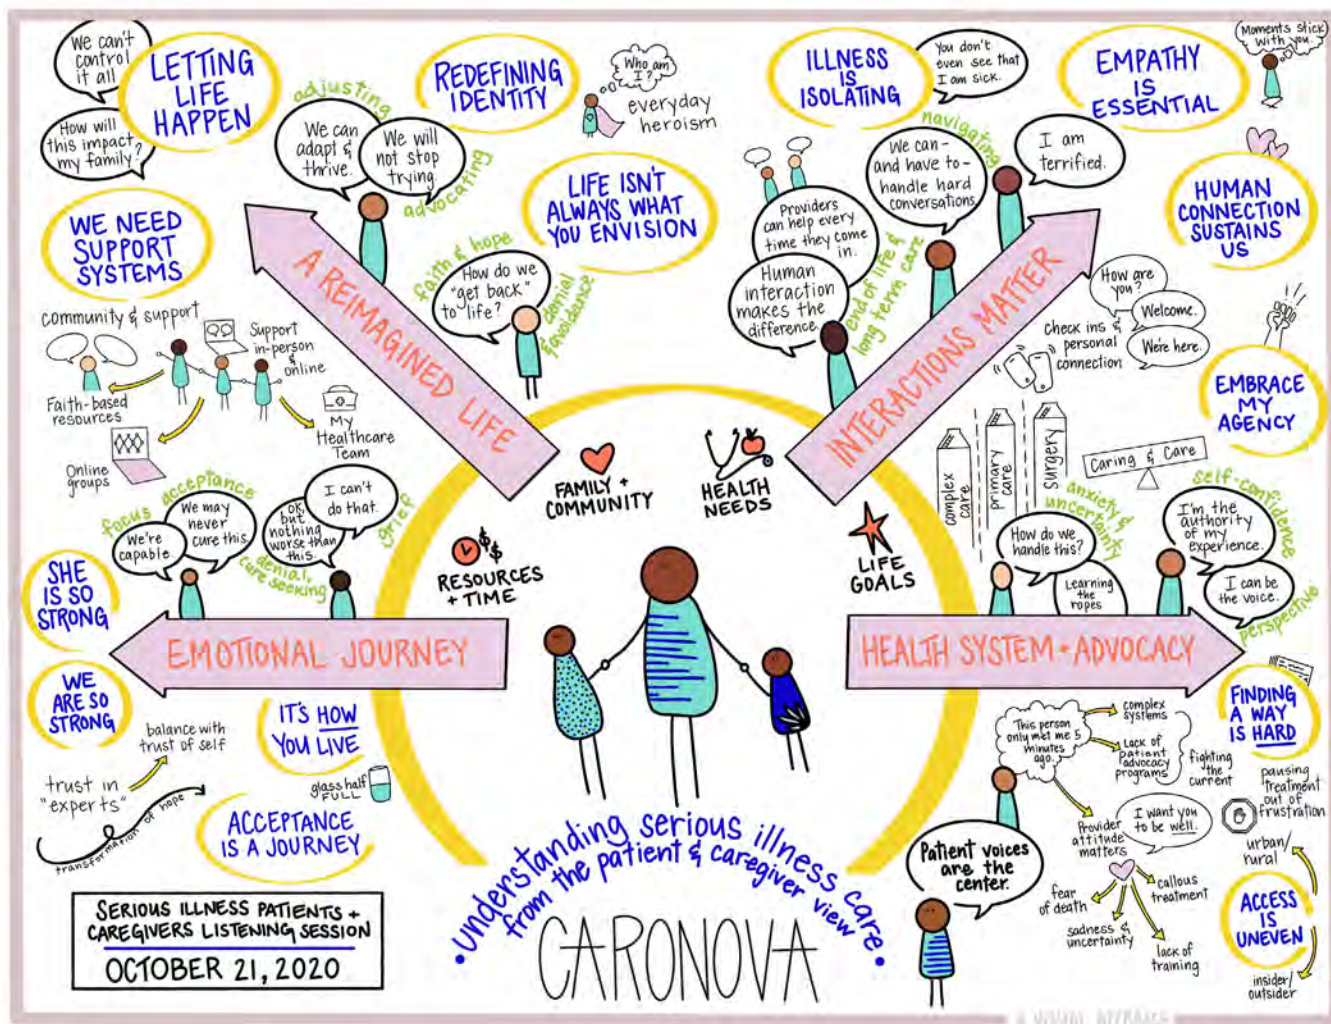 We can't
control
it all
How will
this impact
my family?
LETTING
LIFE
HAPPEN
adjusting
We can
adapt &
thrive.
We will
not stop
trying.
advocating
REDEFINING
IDENTITY
Who am
I?
everyday
heroism
LIFE ISN'T
ALWAYS WHAT
YOU ENVISION
faith & hope
How do we
"get back"
to life?
denial
& avoidance
A REIMAGINED LIFE
WE NEED
SUPPORT
SYSTEMS
community & support
Support
in-person
&
online
Faith-based
resources
Online
groups
My
Healthcare
Team
ILLNESS
IS
ISOLATING
You don't
even see that
I am sick.
navigating
We can-
and have to-
handle hard
conversations.
I am
terrified.
EMPATHY
IS
ESSENTIAL
Moments stick
with you.
Providers
can help every
time they come
in.
Human
interaction
makes the
difference.
end of life &
long term care
INTERACTIONS MATTER
HUMAN
CONNECTION
SUSTAINS
US
How are
you?
Welcome.
We're here.
check ins &
personal
connection
EMBRACE
MY
AGENCY
complex
care
primary
care
surgery
Caring & Care
anxiety &
uncertainty
How do we
handle this?
Learning
the
ropes
self-confidence
I'm the
authority
of my
experience.
I can be
the voice.
perspective
HEALTH SYSTEM • ADVOCACY
focus
acceptance
We're
capable.
We may
never
cure this.
OK,
but
nothing
worse than
this.
I can't
do that.
grief
denial,
cure seeking
SHE
IS SO
STRONG
EMOTIONAL JOURNEY
WE
ARE SO
STRONG
balance with
trust of self
trust in
"experts"
transformation of hope
IT'S HOW
YOU LIVE
glass half
FULL
ACCEPTANCE
IS A JOURNEY
FAMILY +
COMMUNITY
HEALTH
NEEDS
RESOURCES
+ TIME
LIFE
GOALS
FINDING
A WAY
IS HARD
This person
only met me 5
minutes
ago.
complex
systems
Lack of
patient
advocacy
programs
fighting
the
current
pausing
treatment
out of
frustration
Provider
attitude
matters
I want you
to be well.
fear
of death
sadness &
uncertainty
callous
treatment
lack of
training
urban/
rural
ACCESS
IS
UNEVEN
insider/
outsider
Patient voices
are the
center.
• Understanding serious illness care
from the patient & caregiver view •
CARONOVA
SERIOUS ILLNESS PATIENTS +
CAREGIVERS LISTENING SESSION
OCTOBER 21, 2020